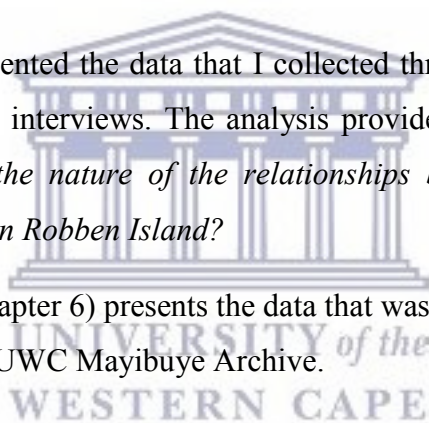 ented the data that I collected thr
interviews. The analysis provide
the nature of the relationships
n Robben Island?
apter 6) presents the data that was
UWC Mayibuye Archive.
UNIVERSITY of the
WESTERN CAPE